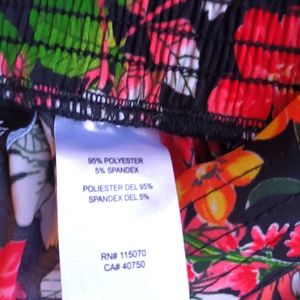 95% POLYESTER
5% SPANDEX
POLIESTER DEL 95%
SPANDEX DEL 5%
RN# 115070
CA# 40750